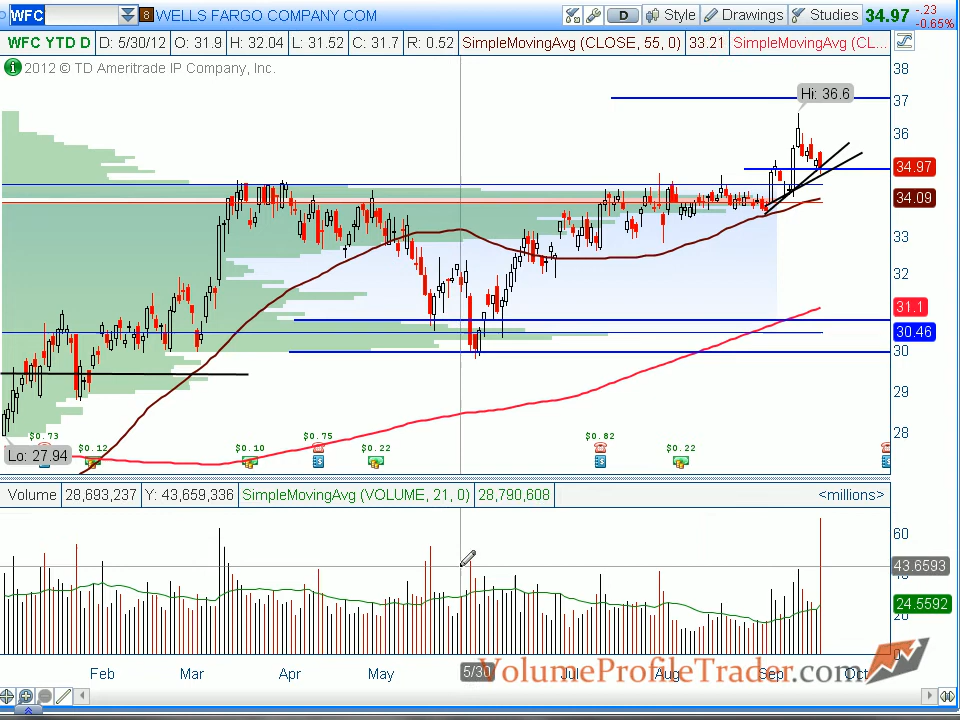 WFC 8 WELLS FARGO COMPANY COM D Style Drawings Studies 34.97 -.23 -0.65%
WFC YTD D D: 5/30/12 O: 31.9 H: 32.04 L: 31.52 C: 31.7 R: 0.52 SimpleMovingAvg (CLOSE, 55, 0) 33.21 SimpleMovingAvg (CL...
2012 © TD Ameritrade IP Company, Inc.
38
Hi: 36.6
37
36
34.97
34.09
33
32
31.1
30.46
30
29
28
$0.73 $0.12 $0.10 $0.75 $0.22 $0.82 $0.22
Lo: 27.94
Volume 28,693,237 Y: 43,659,336 SimpleMovingAvg (VOLUME, 21, 0) 28,790,608 <millions>
60
43.6593
24.5592
20
0
Feb Mar Apr May 5/30 Jul Aug Sep Oct
VolumeProfileTrader.com